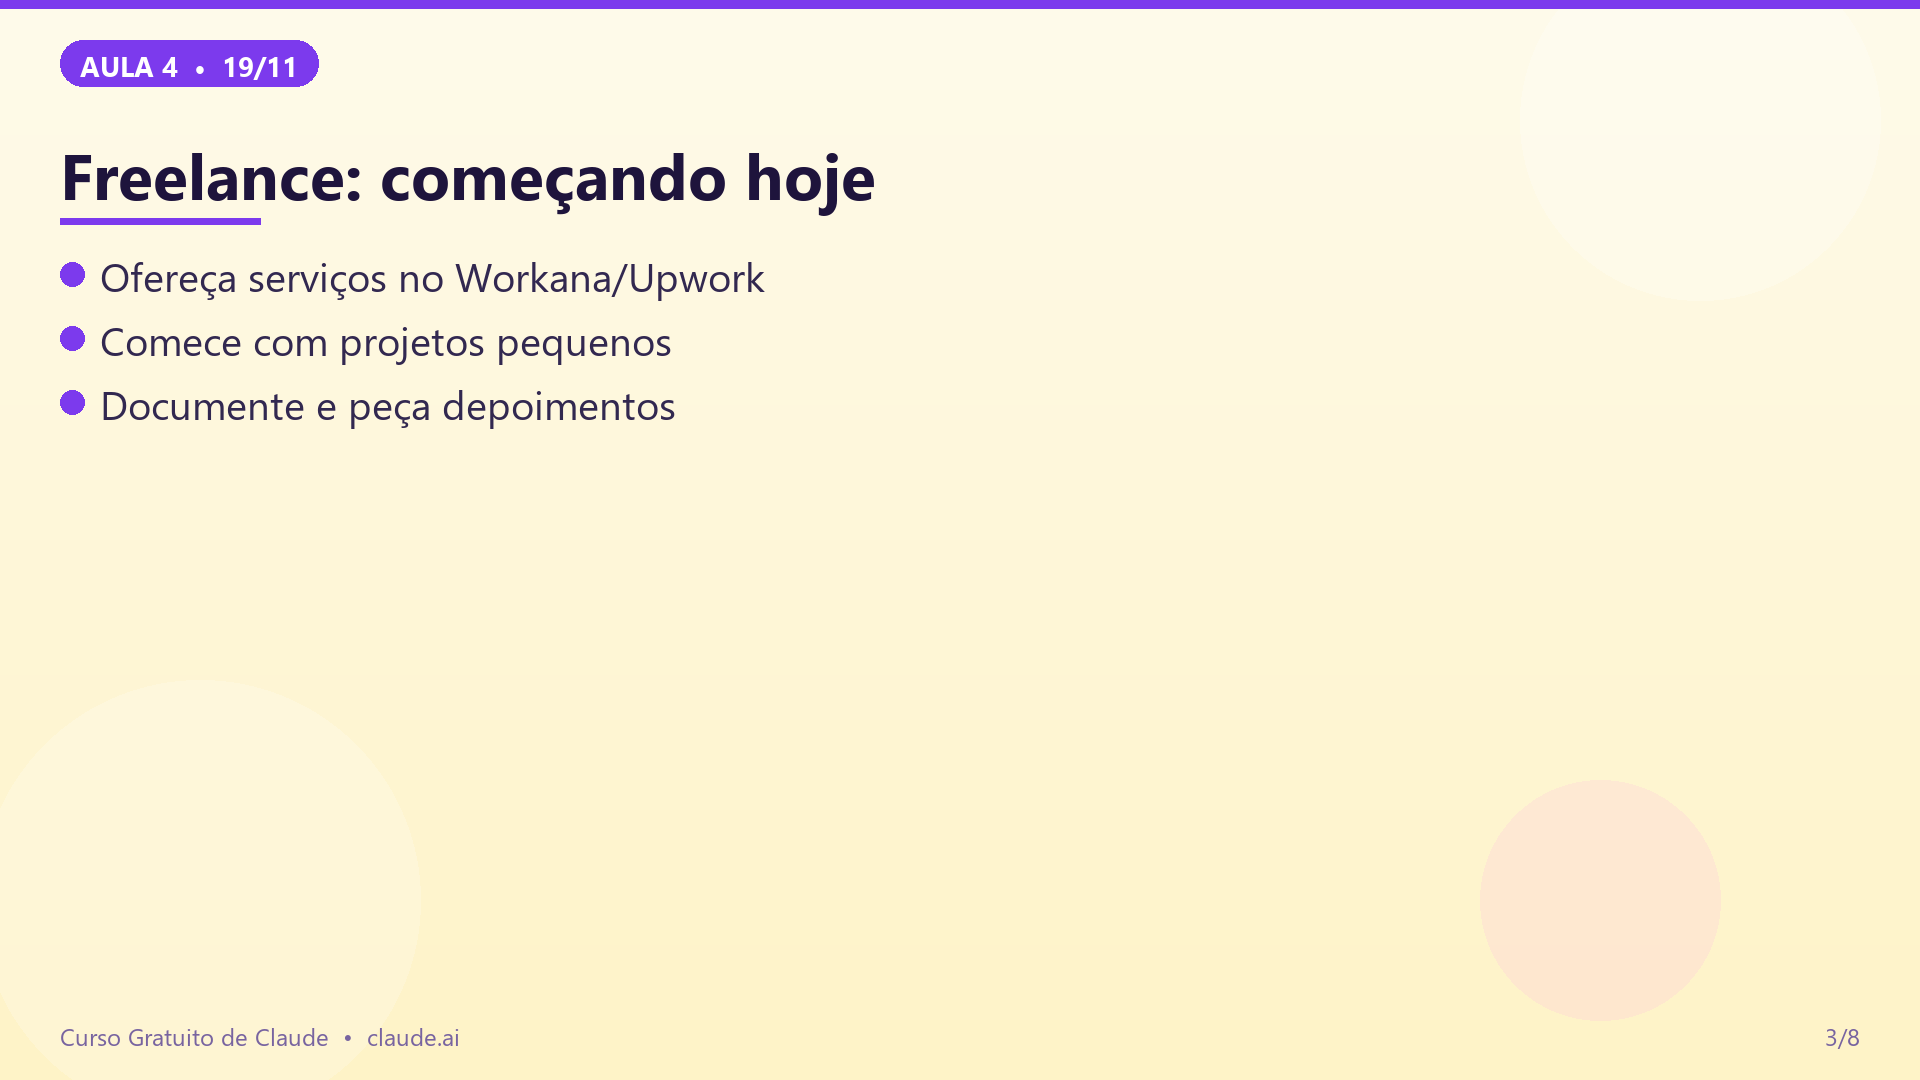 AULA 4 • 19/11
Freelance: começando hoje
Ofereça serviços no Workana/Upwork
Comece com projetos pequenos
Documente e peça depoimentos
Curso Gratuito de Claude • claude.ai
3/8